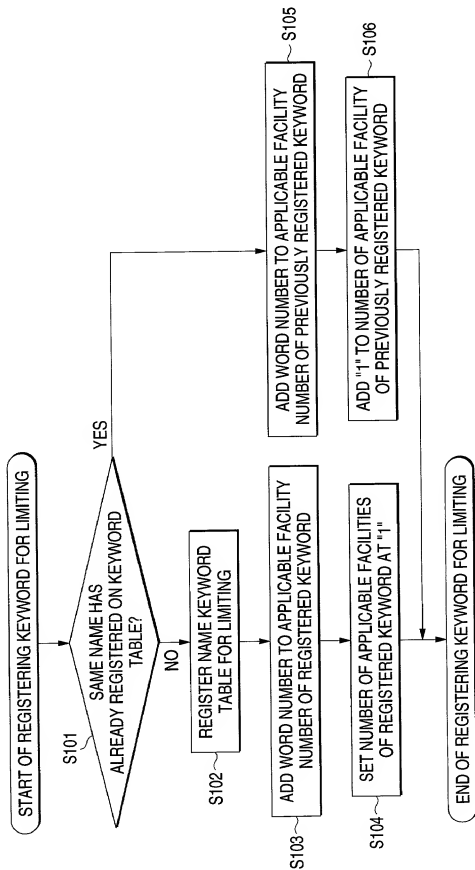 START OF REGISTERING KEYWORD FOR LIMITING
S101
SAME NAME HAS
ALREADY REGISTERED ON KEYWORD
TABLE?
YES
NO
REGISTER NAME KEYWORD
TABLE FOR LIMITING
S102
ADD WORD NUMBER TO APPLICABLE FACILITY
NUMBER OF REGISTERED KEYWORD
S103
SET NUMBER OF APPLICABLE FACILITIES
OF REGISTERED KEYWORD AT "1"
S104
ADD WORD NUMBER TO APPLICABLE FACILITY
NUMBER OF PREVIOUSLY REGISTERED KEYWORD
S105
ADD "1" TO NUMBER OF APPLICABLE FACILITY
OF PREVIOUSLY REGISTERED KEYWORD
S106
END OF REGISTERING KEYWORD FOR LIMITING